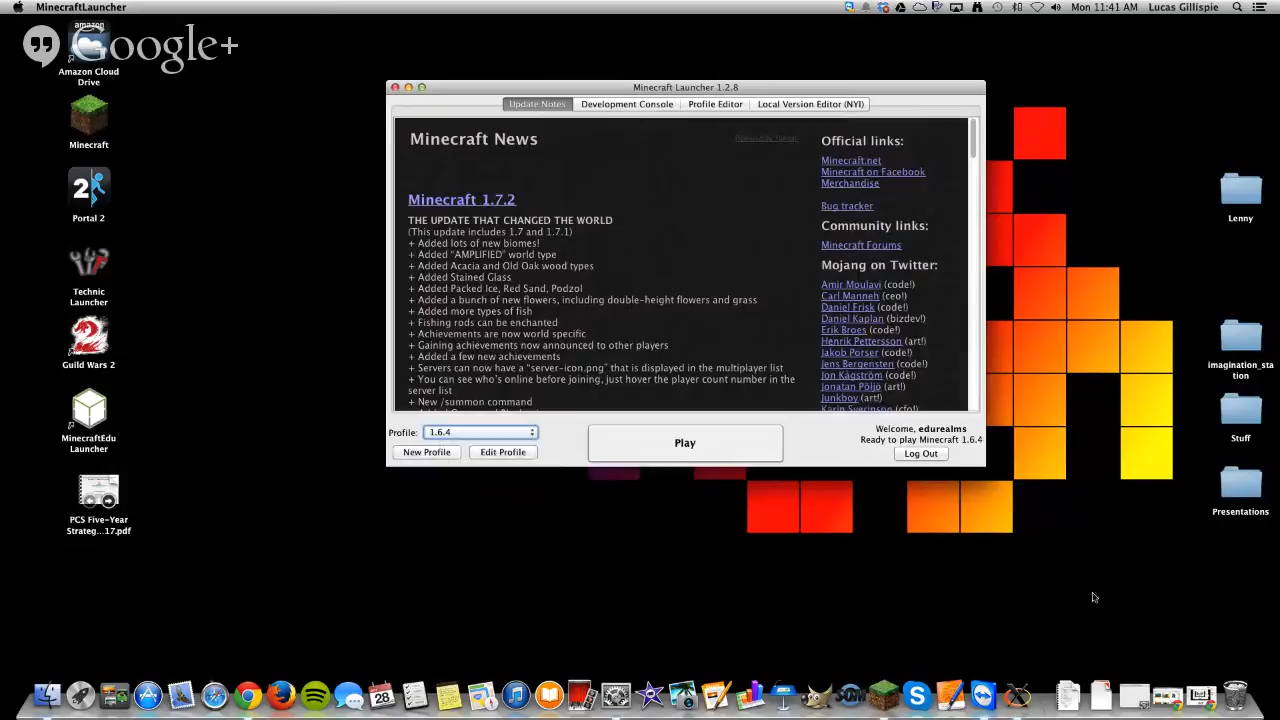 MinecraftLauncher
Mon 11:41 AM Lucas Gillespie
Google+
amazon
Amazon Cloud
Drive
Minecraft
2
Portal 2
Technic
Launcher
Guild Wars 2
MinecraftEdu
Launcher
PCS Five-Year
Strateg...17.pdf
Minecraft Launcher 1.2.8
Update Notes Development Console Profile Editor Local Version Editor (NYI)
Minecraft News
Powered by Tumblr
Minecraft 1.7.2
THE UPDATE THAT CHANGED THE WORLD
(This update includes 1.7 and 1.7.1)
+ Added lots of new biomes!
+ Added “AMPLIFIED” world type
+ Added Acacia and Old Oak wood types
+ Added Stained Glass
+ Added Packed Ice, Red Sand, Podzol
+ Added a bunch of new flowers, including double-height flowers and grass
+ Added more types of fish
+ Fishing rods can be enchanted
+ Achievements are now world specific
+ Gaining achievements now announced to other players
+ Added a few new achievements
+ Servers can now have a “server-icon.png” that is displayed in the multiplayer list
+ You can see who’s online before joining, just hover the player count number in the
server list
+ New /summon command
Official links:
Minecraft.net
Minecraft on Facebook
Merchandise
Bug tracker
Community links:
Minecraft Forums
Mojang on Twitter:
Amir Moulavi (code!)
Carl Manneh (ceo!)
Daniel Frisk (code!)
Daniel Kaplan (bizdev!)
Erik Broes (code!)
Henrik Pettersson (art!)
Jakob Porser (code!)
Jens Bergensten (code!)
Jon Kågström (code!)
Jonatan Pöljö (art!)
Junkboy (art!)
Karin Severinson (cfo!)
Profile: 1.6.4
New Profile Edit Profile
Play
Welcome, edurealms
Ready to play Minecraft 1.6.4
Log Out
Lenny
imagination_sta
tion
Stuff
Presentations
28